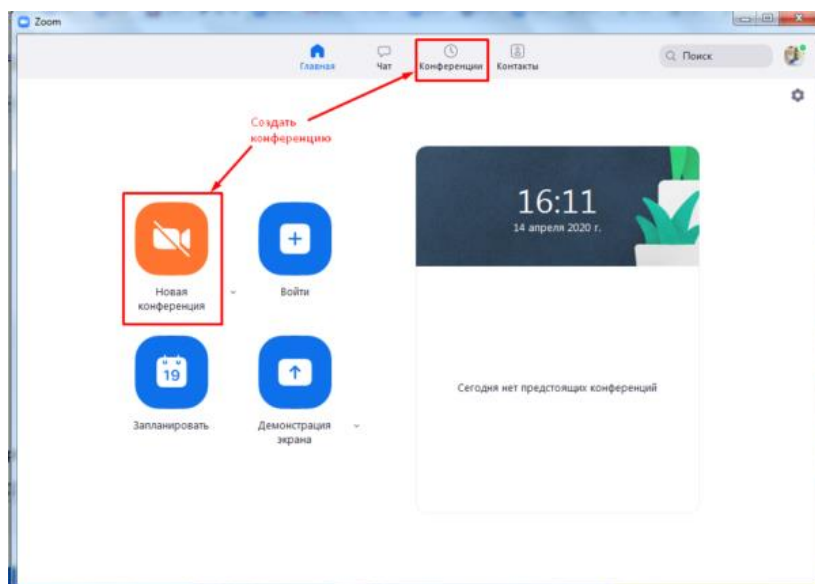 Zoom
Главная
Чат
Конференции
Контакты
Поиск
Создать
конференцию
16:11
14 апреля 2020 г.
Новая
конференция
Войти
19
Запланировать
Демонстрация
экрана
Сегодня нет предстоящих конференций